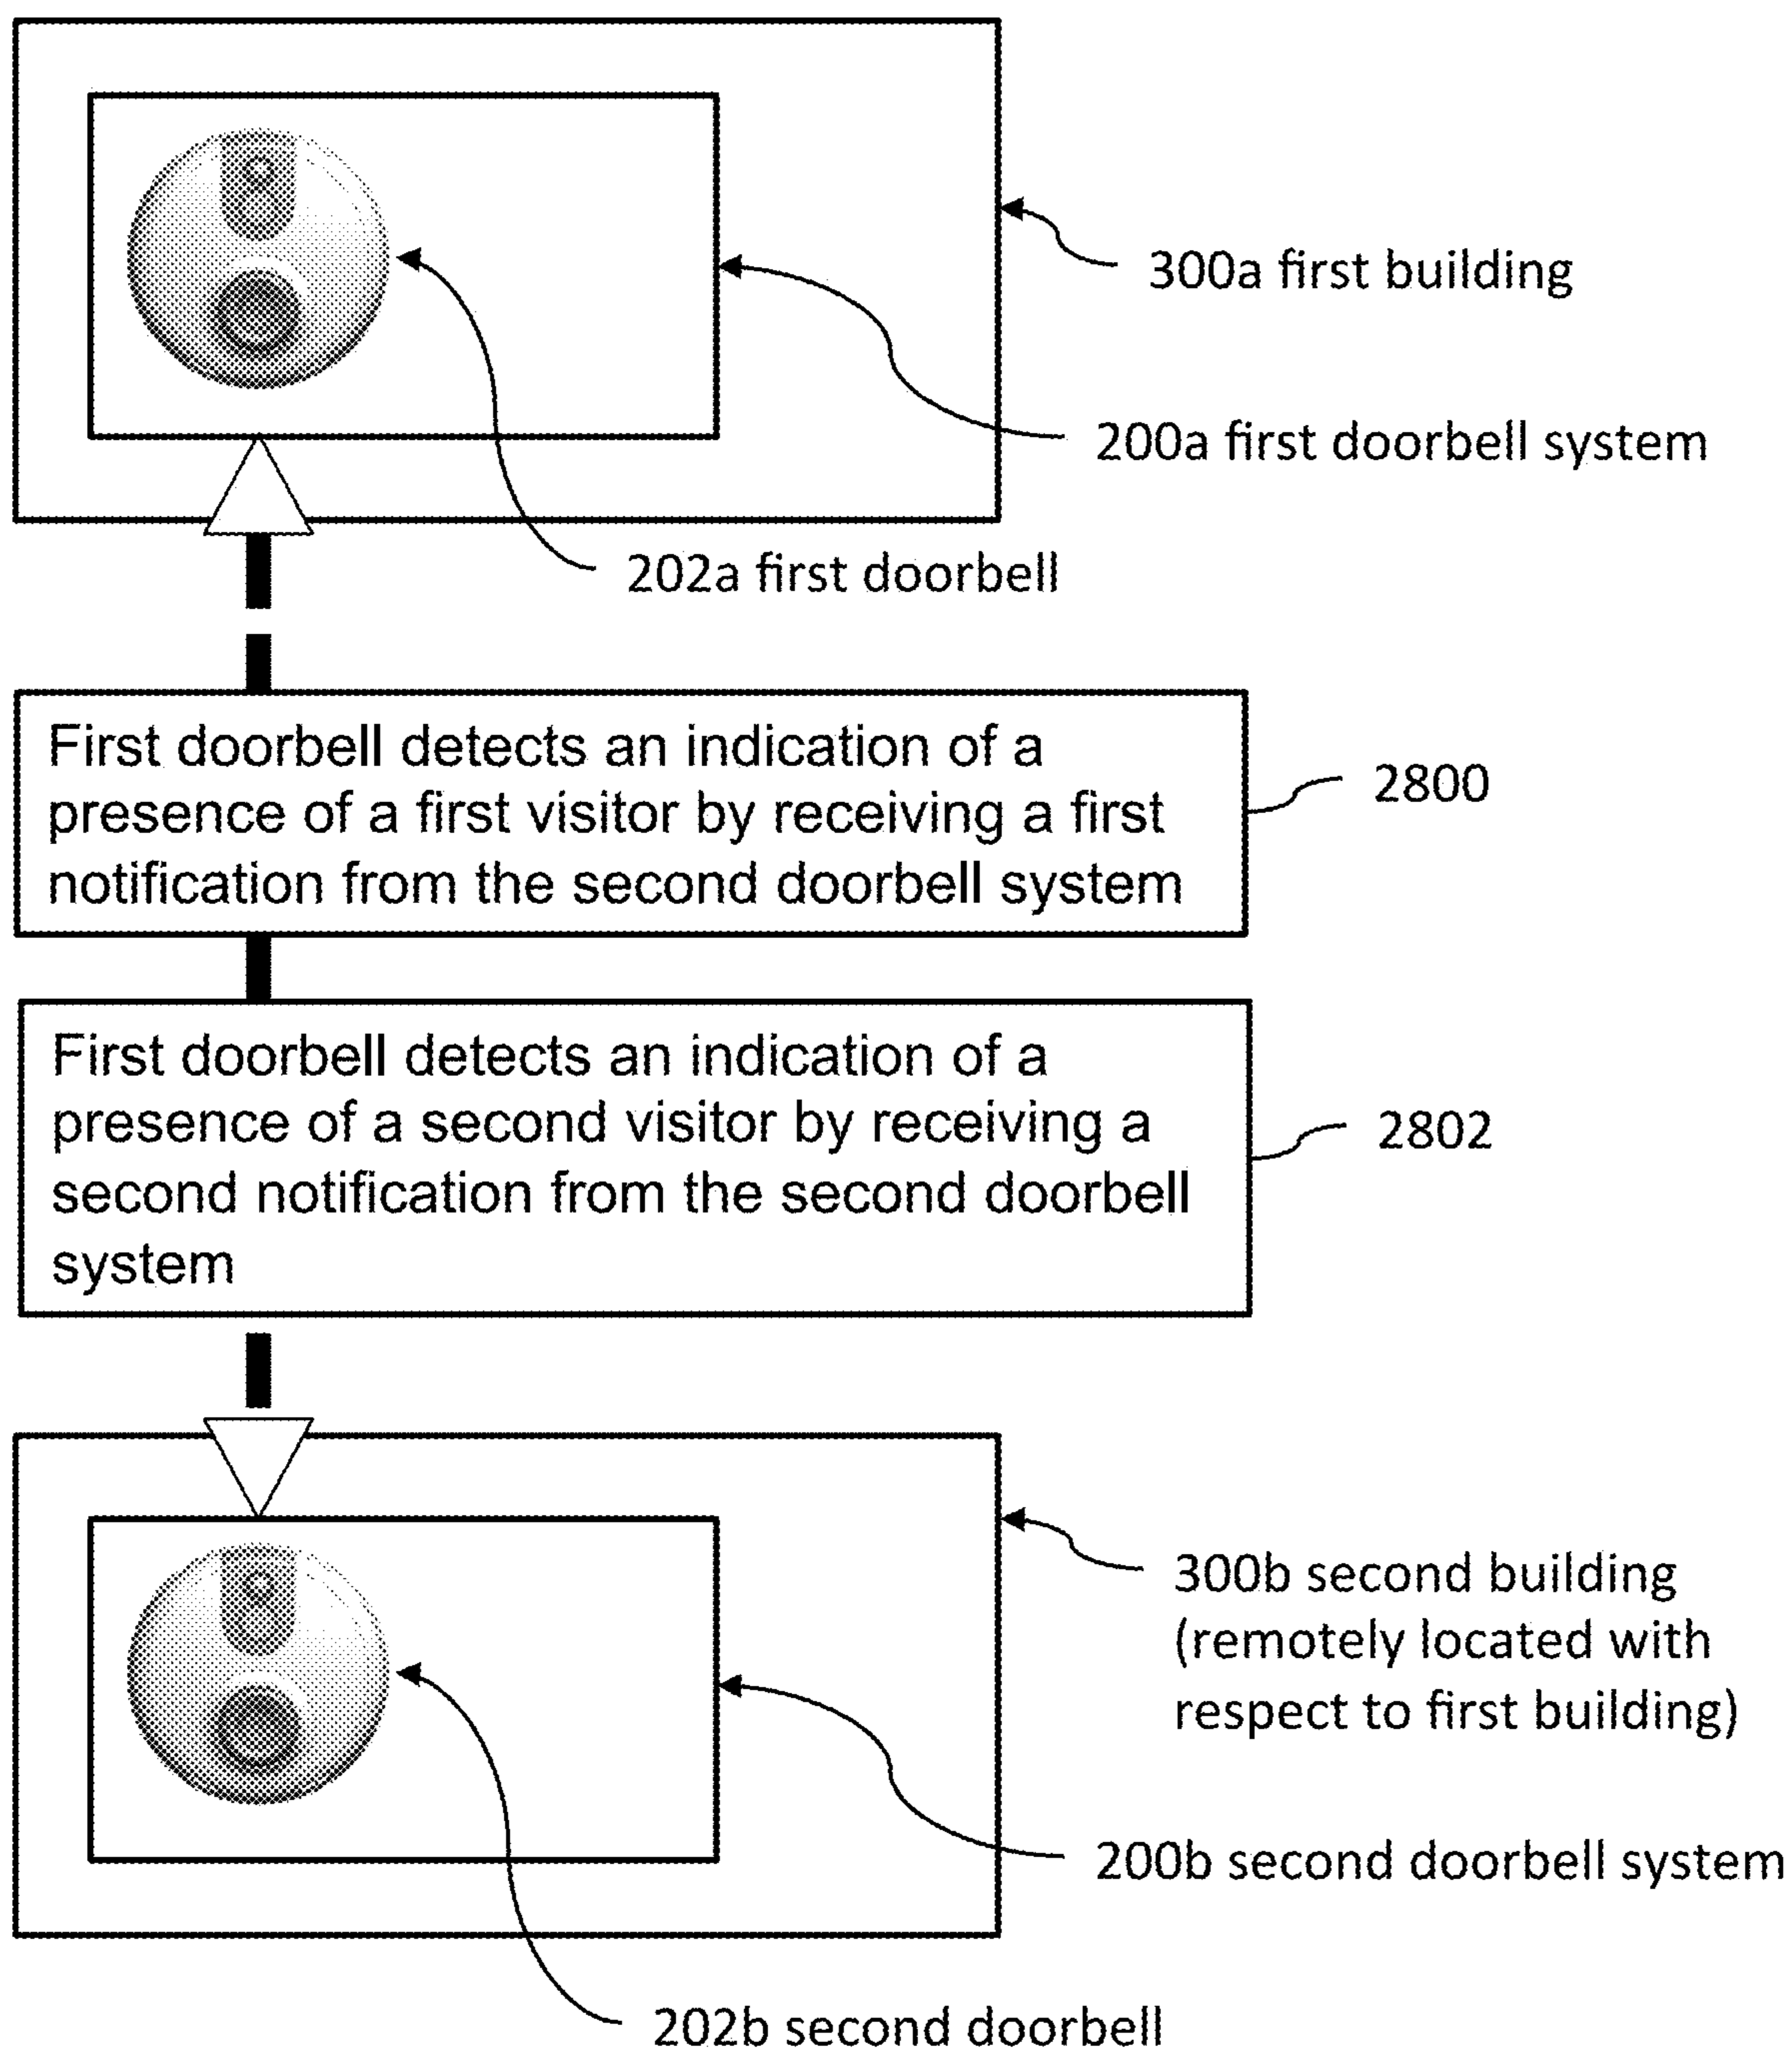 300a first building
200a first doorbell system
202a first doorbell
First doorbell detects an indication of a
presence of a first visitor by receiving a first
notification from the second doorbell system
2800
First doorbell detects an indication of a
presence of a second visitor by receiving a
second notification from the second doorbell
system
2802
300b second building
(remotely located with
respect to first building)
200b second doorbell system
202b second doorbell